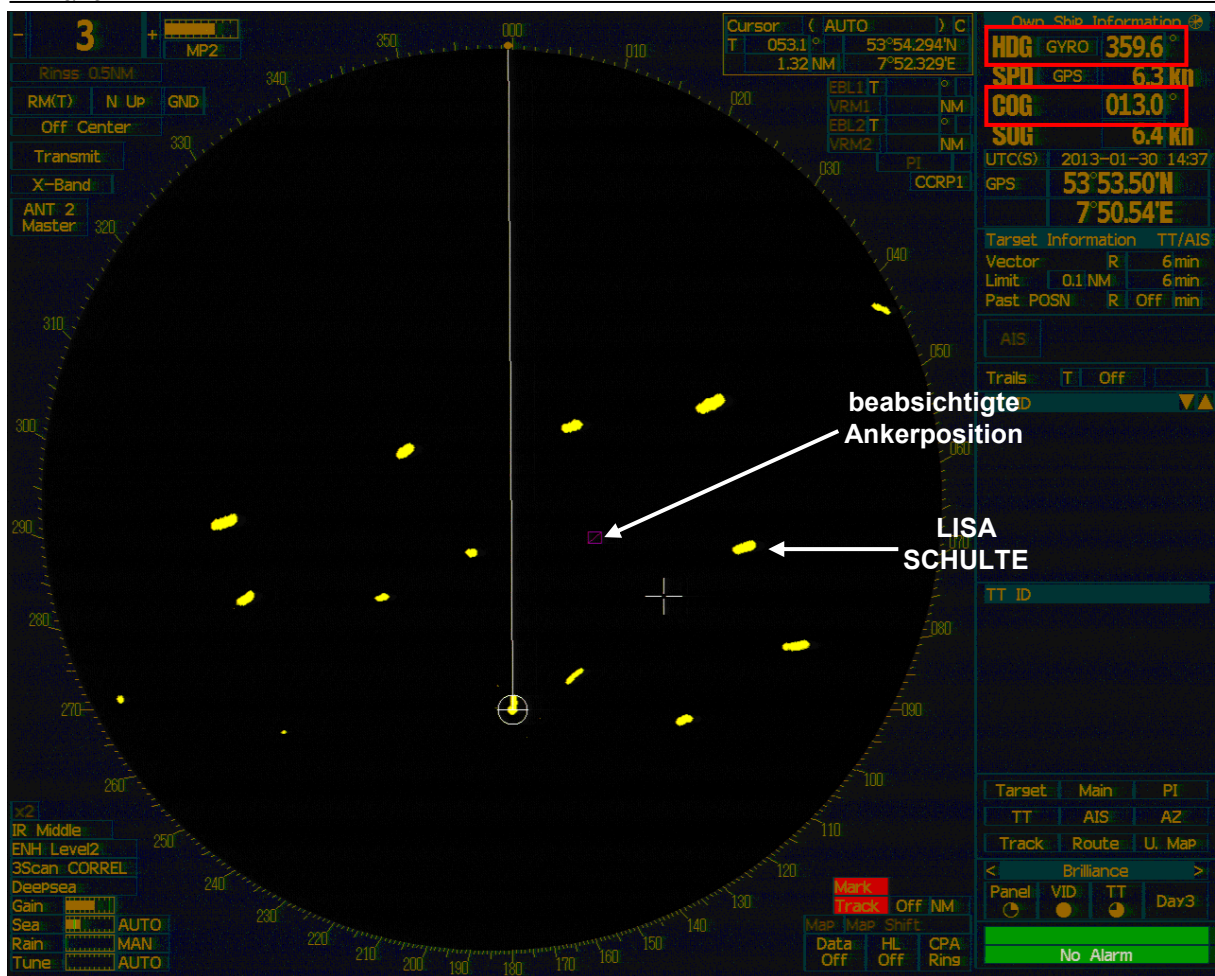 - 3 +
MP2
Rings 0.5NM
RM(T) N Up GND
Off Center
Transmit
X-Band
ANT 2
Master
Cursor ( AUTO ) C
T 053.1 ° 53°54.294'N
1.32 NM 7°52.329'E
EBL1 T °
VRM1 NM
EBL2 T °
VRM2 NM
PI
CCRP1
Own Ship Information
HDG GYRO 359.6 °
SPD GPS 6.3 kn
COG 013.0 °
SOG 6.4 kn
UTC(S) 2013-01-30 14:37
GPS 53°53.50'N
7°50.54'E
Target Information TT/AIS
Vector R 6 min
Limit 0.1 NM 6 min
Past POSN R Off min
AIS
Trails T Off
ID
TT ID
000
010
020
030
040
050
060
070
080
090
100
110
120
130
150
160
170
180
190
200
210
220
230
240
250
260
270
280
290
300
310
320
330
340
350
beabsichtigte
Ankerposition
LISA
SCHULTE
x2
IR Middle
ENH Level2
3Scan CORREL
Deepsea
Gain
Sea AUTO
Rain MAN
Tune AUTO
Mark
Track Off NM
Map Map Shift
Data HL CPA
Off Off Ring
Target Main PI
TT AIS AZ
Track Route U. Map
< Brilliance >
Panel VID TT Day3
No Alarm